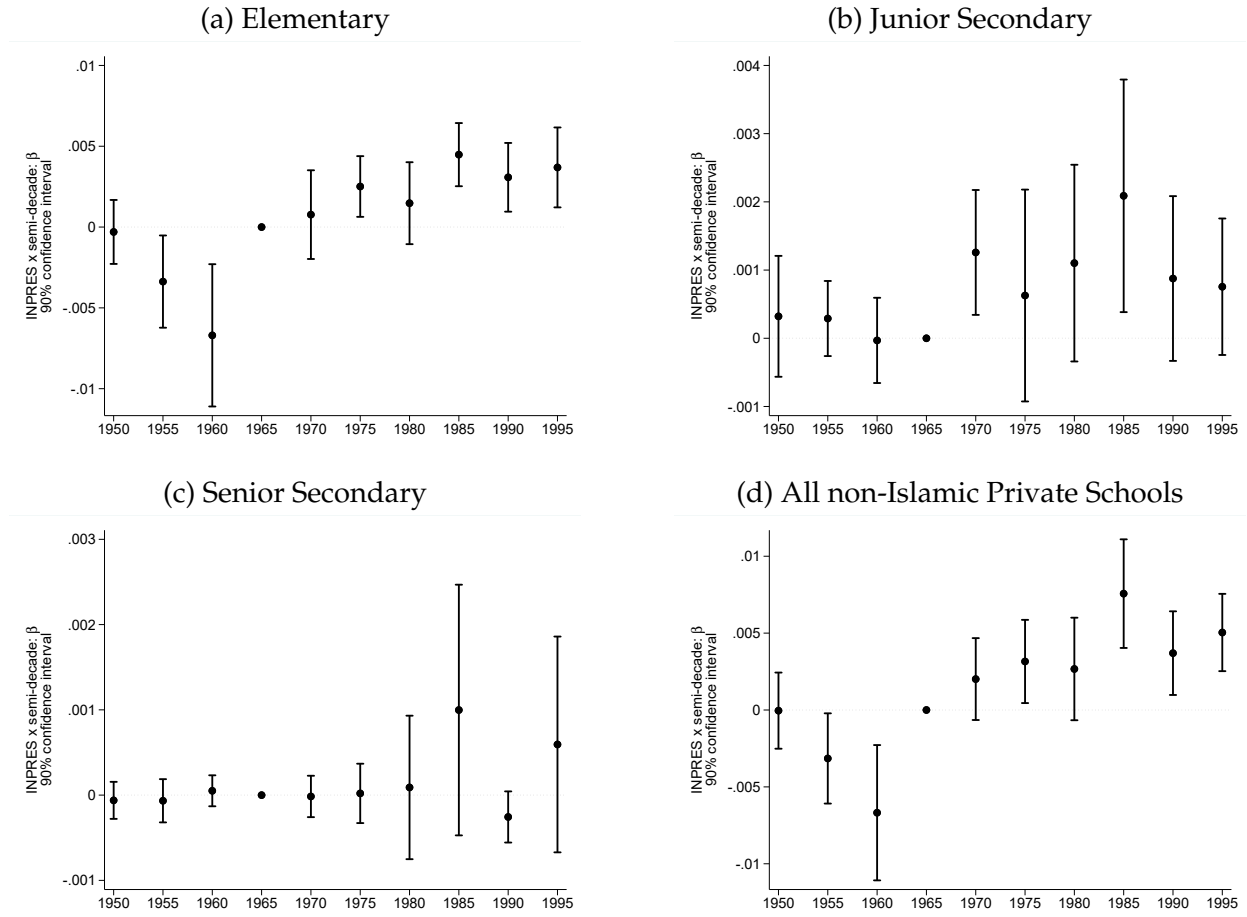 (a) Elementary
INPRES x semi-decade: β
90% confidence interval
.01
.005
0
-.005
-.01
1950 1955 1960 1965 1970 1975 1980 1985 1990 1995
(b) Junior Secondary
INPRES x semi-decade: β
90% confidence interval
.004
.003
.002
.001
0
-.001
1950 1955 1960 1965 1970 1975 1980 1985 1990 1995
(c) Senior Secondary
INPRES x semi-decade: β
90% confidence interval
.003
.002
.001
0
-.001
1950 1955 1960 1965 1970 1975 1980 1985 1990 1995
(d) All non-Islamic Private Schools
INPRES x semi-decade: β
90% confidence interval
.01
.005
0
-.005
-.01
1950 1955 1960 1965 1970 1975 1980 1985 1990 1995